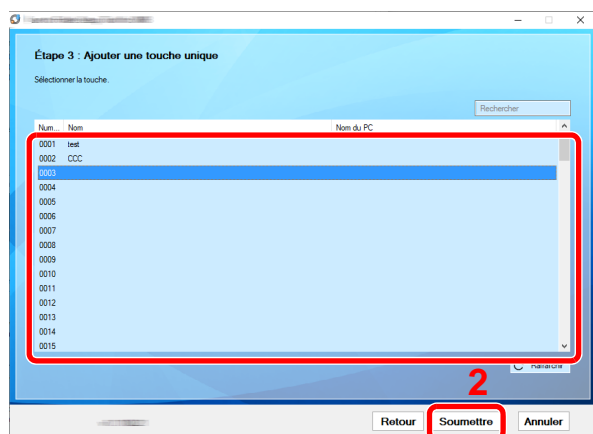 Étape 3 : Ajouter une touche unique
Sélectionner la touche.
Rechercher
Num... Nom Nom du PC
0001 test
0002 CCC
0003
0004
0005
0006
0007
0008
0009
0010
0011
0012
0013
0014
0015
Rafraîchir
2
Retour Soumettre Annuler